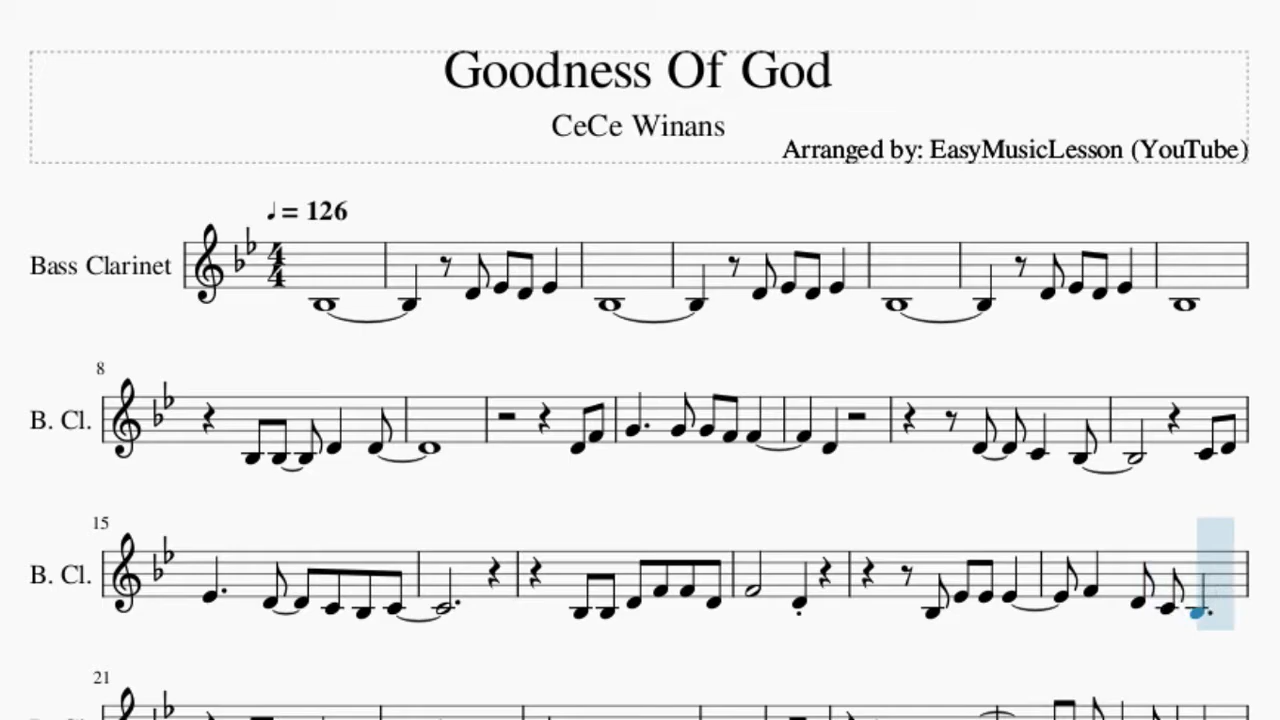 Goodness Of God
CeCe Winans
Arranged by: EasyMusicLesson (YouTube)
♩ = 126
Bass Clarinet
4
4
8
B. Cl.
15
B. Cl.
21